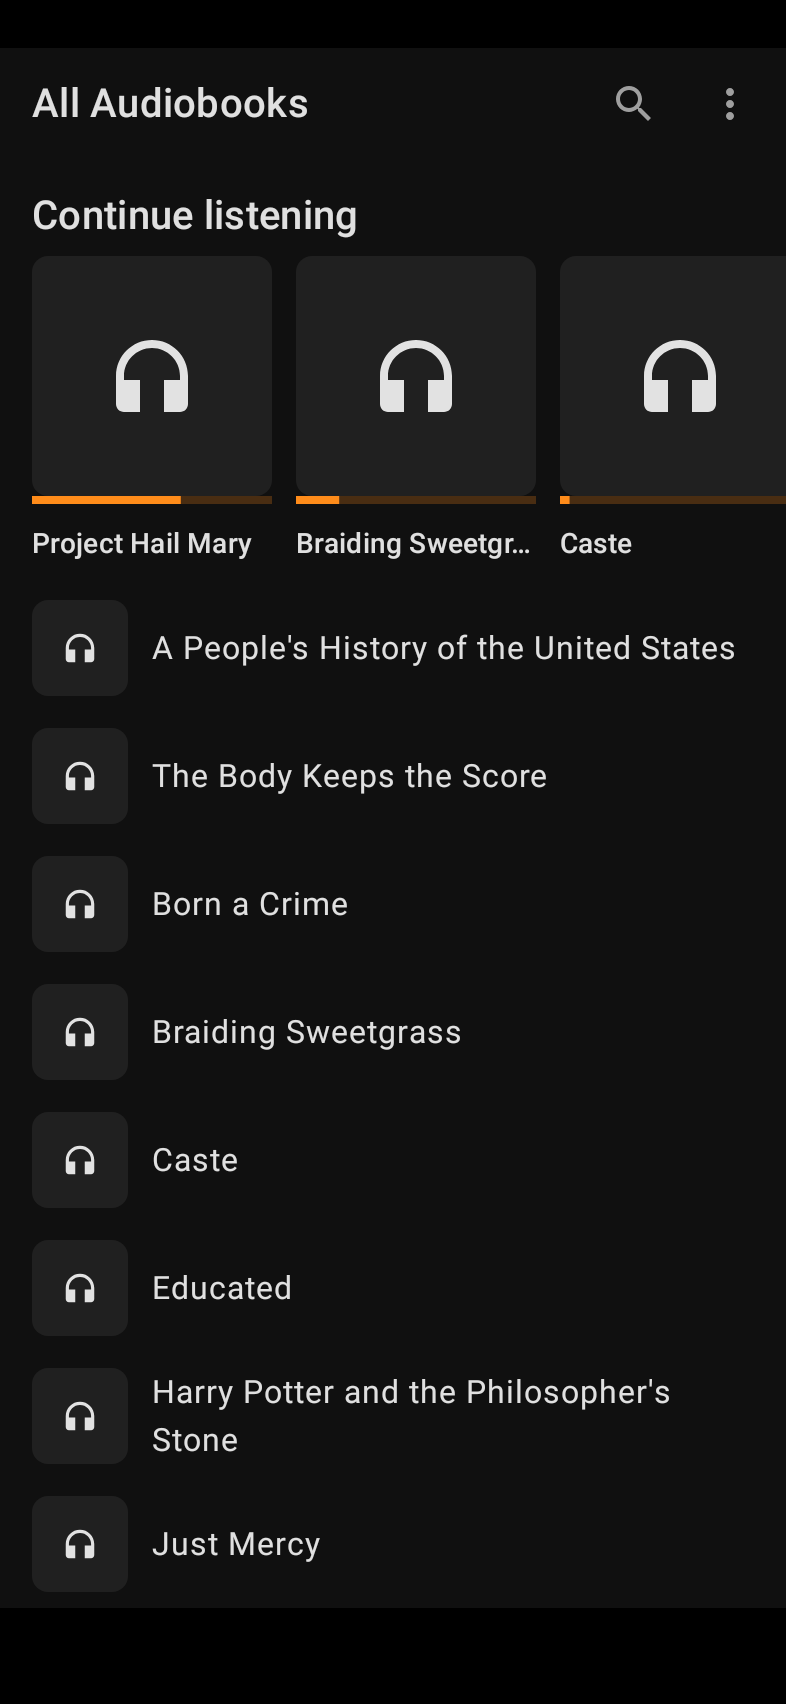 All Audiobooks
Continue listening
Project Hail Mary
Braiding Sweetgr…
Caste
A People's History of the United States
The Body Keeps the Score
Born a Crime
Braiding Sweetgrass
Caste
Educated
Harry Potter and the Philosopher's
Stone
Just Mercy